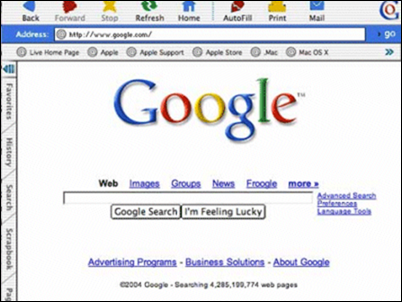 Back Forward Stop Refresh Home AutoFill Print Mail
Address: http://www.google.com/ go
Live Home Page Apple Apple Support Apple Store .Mac Mac OS X
Favorites
History
Search
Scrapbook
Google™
Web Images Groups News Froogle more »
Advanced Search
Preferences
Language Tools
Google Search I'm Feeling Lucky
Advertising Programs - Business Solutions - About Google
©2004 Google - Searching 4,285,199,774 web pages